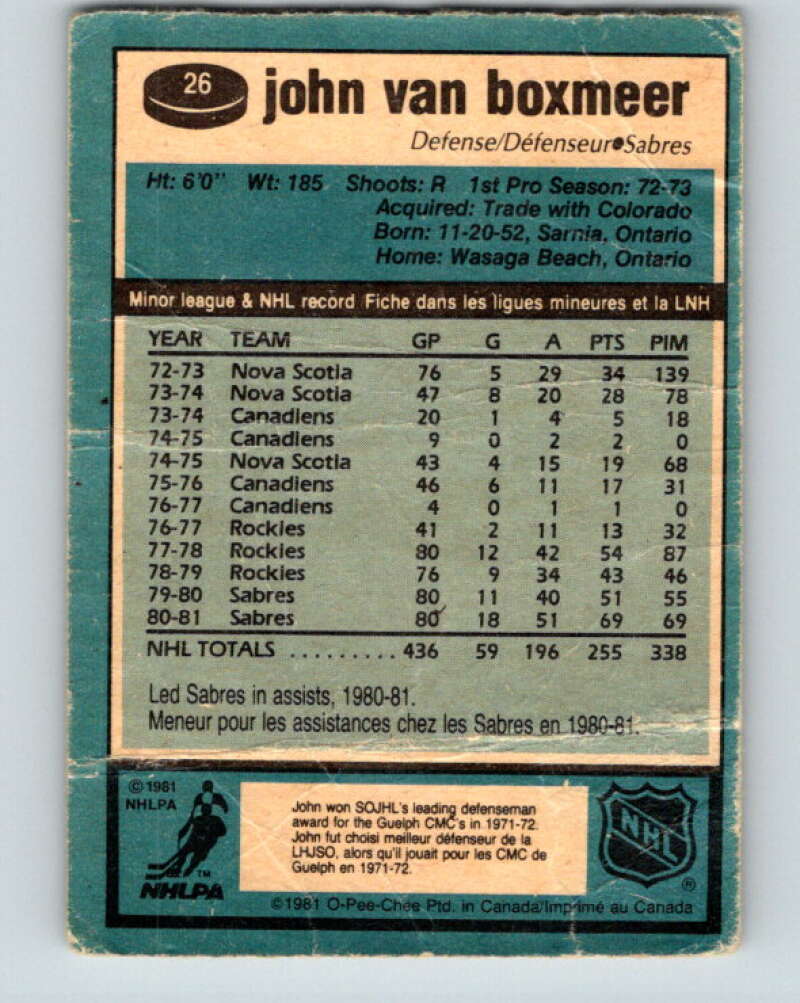 26
john van boxmeer
Defense/Défenseur•Sabres
Ht: 6'0" Wt: 185 Shoots: R 1st Pro Season: 72-73
Acquired: Trade with Colorado
Born: 11-20-52, Sarnia, Ontario
Home: Wasaga Beach, Ontario
Minor league & NHL record Fiche dans les ligues mineures et la LNH
YEAR TEAM GP G A PTS PIM
72-73 Nova Scotia 76 5 29 34 139
73-74 Nova Scotia 47 8 20 28 78
73-74 Canadiens 20 1 4 5 18
74-75 Canadiens 9 0 2 2 0
74-75 Nova Scotia 43 4 15 19 68
75-76 Canadiens 46 6 11 17 31
76-77 Canadiens 4 0 1 1 0
76-77 Rockies 41 2 11 13 32
77-78 Rockies 80 12 42 54 87
78-79 Rockies 76 9 34 43 46
79-80 Sabres 80 11 40 51 55
80-81 Sabres 80 18 51 69 69
NHL TOTALS ......... 436 59 196 255 338
Led Sabres in assists, 1980-81.
Meneur pour les assistances chez les Sabres en 1980-81.
©1981
NHLPA
TM
NHLPA
John won SOJHL's leading defenseman
award for the Guelph CMC's in 1971-72.
John fut choisi meilleur défenseur de la
LHJSO, alors qu'il jouait pour les CMC de
Guelph en 1971-72.
NHL
®
©1981 O-Pee-Chee Ptd. in Canada/Imprimé au Canada